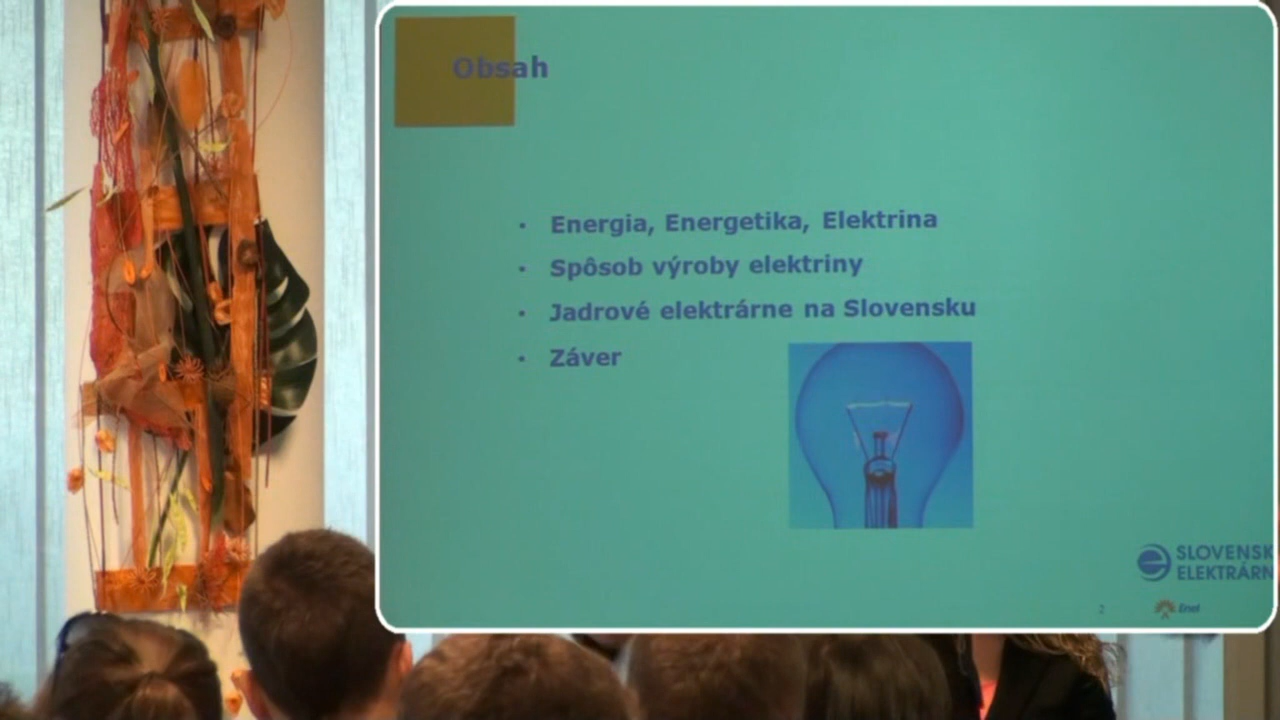 Obsah
• Energia, Energetika, Elektrina
• Spôsob výroby elektriny
• Jadrové elektrárne na Slovensku
• Záver
SLOVENSK
ELEKTRÁRN
2
Enel